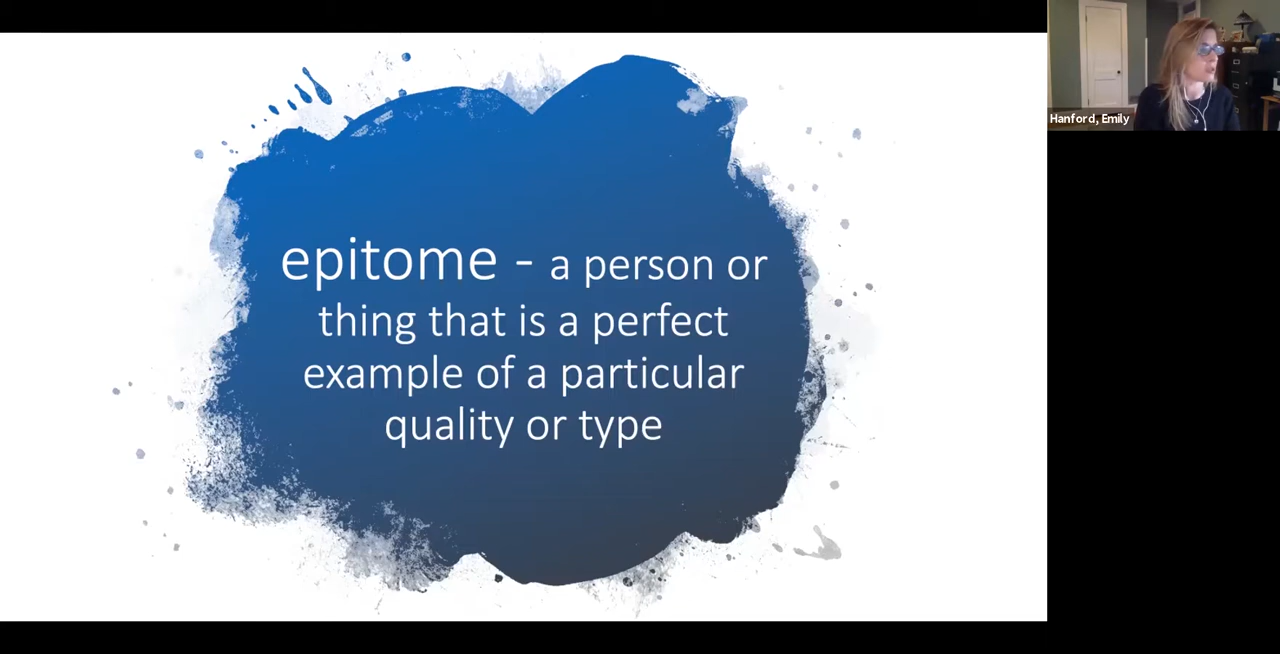 epitome - a person or
thing that is a perfect
example of a particular
quality or type
Hanford, Emily